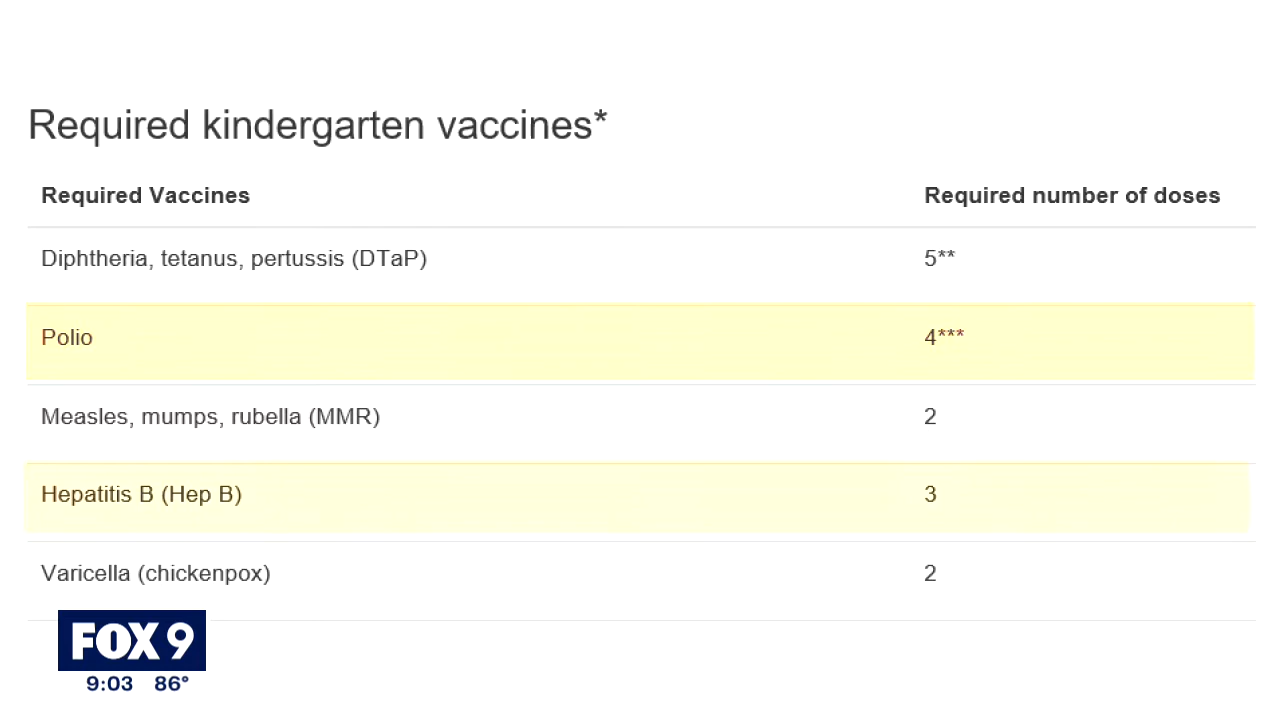 Required kindergarten vaccines*
Required Vaccines Required number of doses
Diphtheria, tetanus, pertussis (DTaP) 5**
Polio 4***
Measles, mumps, rubella (MMR) 2
Hepatitis B (Hep B) 3
Varicella (chickenpox) 2
FOX 9
9:03 86°